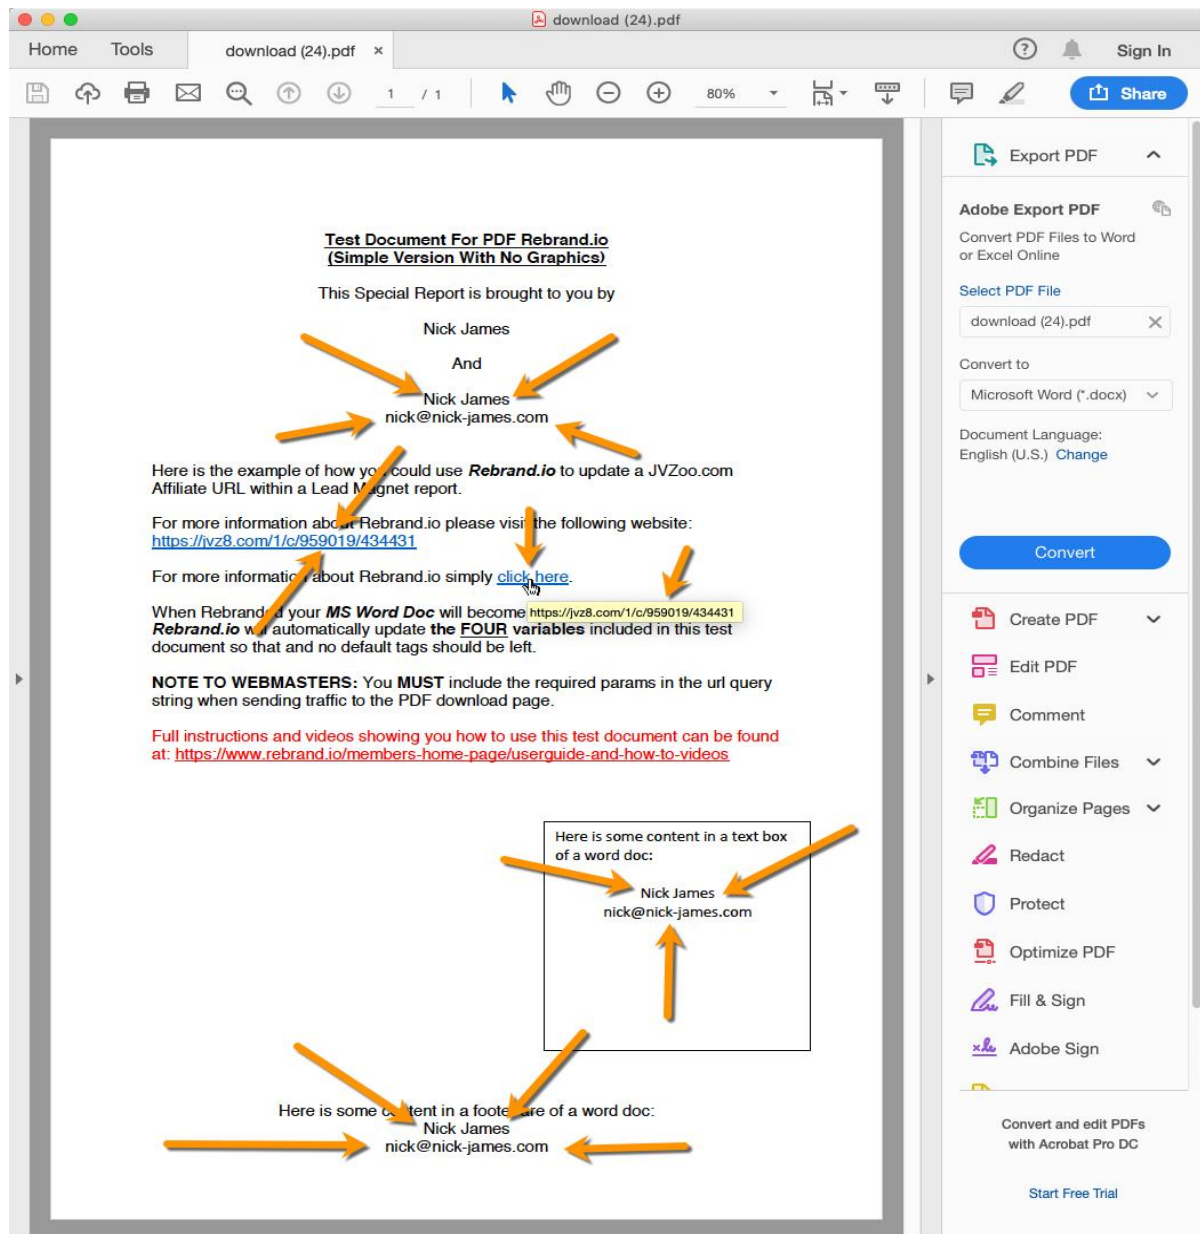 download (24).pdf
Home Tools download (24).pdf × ? Sign In
1 / 1 80% Share
Test Document For PDF Rebrand.io
(Simple Version With No Graphics)
This Special Report is brought to you by
Nick James
And
Nick James
nick@nick-james.com
Here is the example of how you could use Rebrand.io to update a JVZoo.com
Affiliate URL within a Lead Magnet report.
For more information about Rebrand.io please visit the following website:
https://jvz8.com/1/c/959019/434431
For more information about Rebrand.io simply click here.
When Rebranded your MS Word Doc will become https://jvz8.com/1/c/959019/434431
Rebrand.io will automatically update the FOUR variables included in this test
document so that and no default tags should be left.
NOTE TO WEBMASTERS: You MUST include the required params in the url query
string when sending traffic to the PDF download page.
Full instructions and videos showing you how to use this test document can be found
at: https://www.rebrand.io/members-home-page/userguide-and-how-to-videos
Here is some content in a text box
of a word doc:
Nick James
nick@nick-james.com
Here is some content in a footer are of a word doc:
Nick James
nick@nick-james.com
Export PDF
Adobe Export PDF
Convert PDF Files to Word
or Excel Online
Select PDF File
download (24).pdf
Convert to
Microsoft Word (*.docx)
Document Language:
English (U.S.) Change
Convert
Create PDF
Edit PDF
Comment
Combine Files
Organize Pages
Redact
Protect
Optimize PDF
Fill & Sign
Adobe Sign
Convert and edit PDFs
with Acrobat Pro DC
Start Free Trial